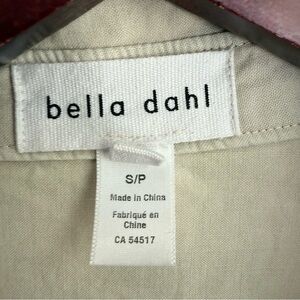 bella dahl
S/P
Made in China
Fabriqué en
Chine
CA 54517